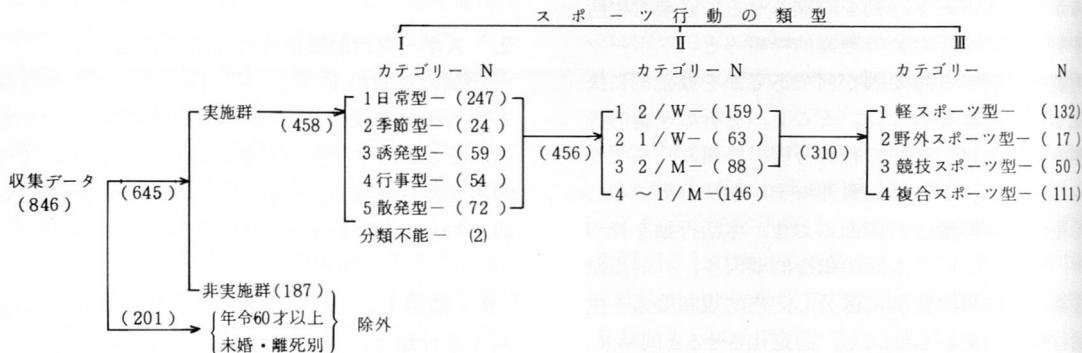 スポーツ行動の類型
Ⅰ Ⅱ Ⅲ
カテゴリー N カテゴリー N カテゴリー N
収集データ
(846)
(645)
(201)
実施群
(458)
1日常型－(247)
2季節型－(24)
3誘発型－(59)
4行事型－(54)
5散発型－(72)
分類不能－(2)
(456)
1 3／W－(159)
2 1／W－(63)
3 2／M－(88)
4 1／M－(146)
(310)
1 軽スポーツ型－(132)
2野外スポーツ型－(17)
3競技スポーツ型－(50)
4複合スポーツ型－(111)
非実施群(187)
年令60才以上
未婚・離死別
除外